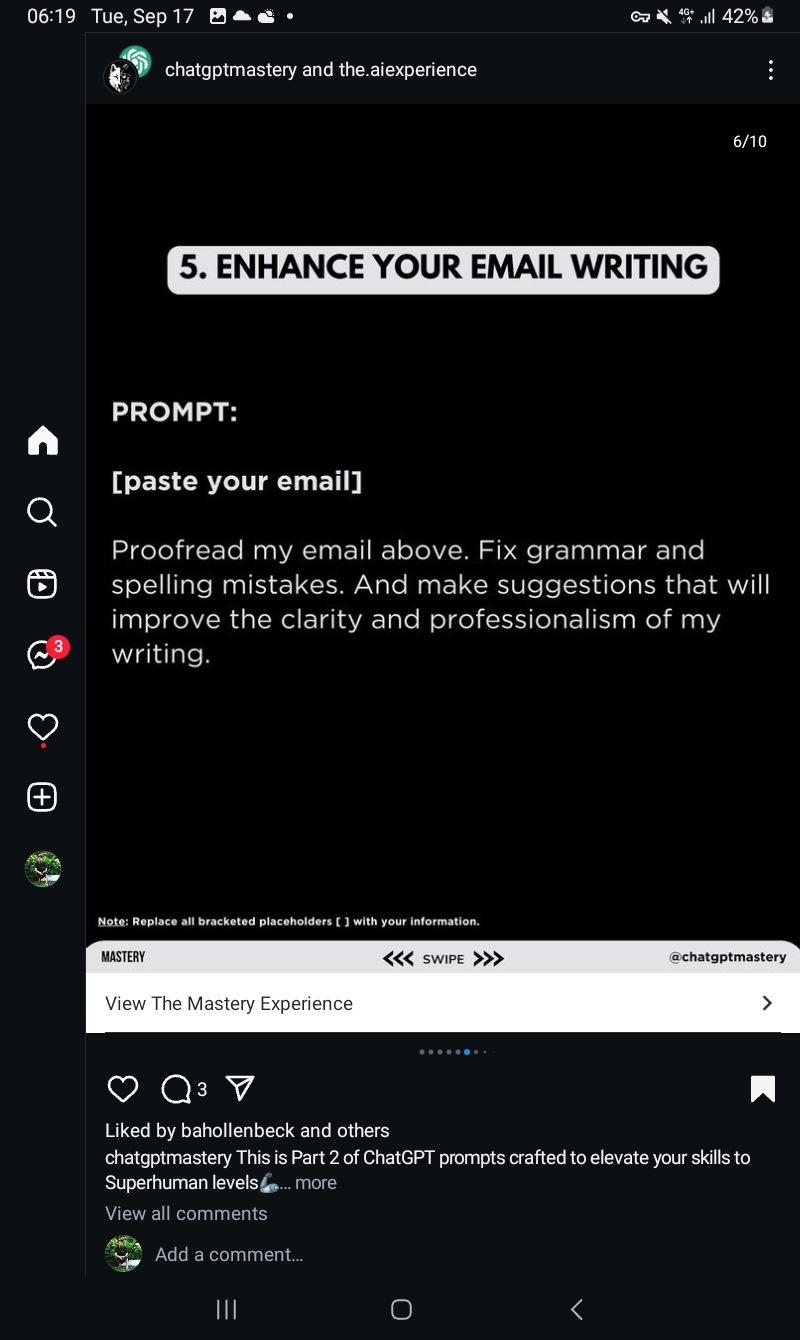 06:19 Tue, Sep 17
4G+ 42%
chatgptmastery and the.aiexperience
6/10
5. ENHANCE YOUR EMAIL WRITING
PROMPT:
[paste your email]
Proofread my email above. Fix grammar and
spelling mistakes. And make suggestions that will
improve the clarity and professionalism of my
writing.
3
Note: Replace all bracketed placeholders [ ] with your information.
MASTERY
<<< SWIPE >>>
@chatgptmastery
View The Mastery Experience
3
Liked by bahollenbeck and others
chatgptmastery This is Part 2 of ChatGPT prompts crafted to elevate your skills to
Superhuman levels🦾... more
View all comments
Add a comment...